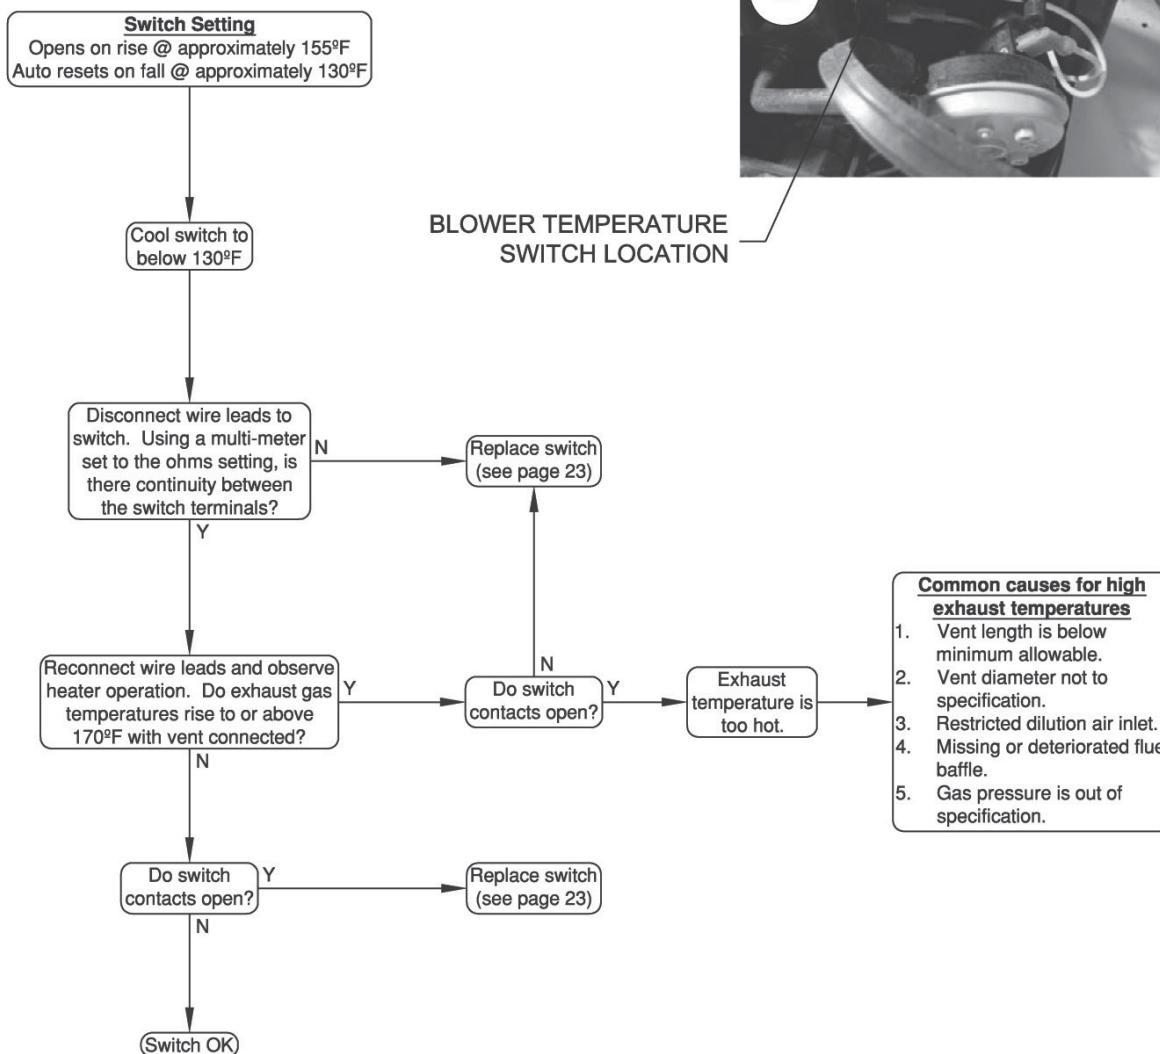 Switch Setting
Opens on rise @ approximately 155ºF
Auto resets on fall @ approximately 130ºF
BLOWER TEMPERATURE
SWITCH LOCATION
Cool switch to
below 130ºF
Disconnect wire leads to
switch. Using a multi-meter
set to the ohms setting, is
there continuity between
the switch terminals?
N
Replace switch
(see page 23)
Y
Reconnect wire leads and observe
heater operation. Do exhaust gas
temperatures rise to or above
170ºF with vent connected?
Y
N
Do switch
contacts open?
N
Y
Exhaust
temperature is
too hot.
Common causes for high
exhaust temperatures
1. Vent length is below
minimum allowable.
2. Vent diameter not to
specification.
3. Restricted dilution air inlet.
4. Missing or deteriorated flue
baffle.
5. Gas pressure is out of
specification.
Do switch
contacts open?
Y
Replace switch
(see page 23)
N
Switch OK